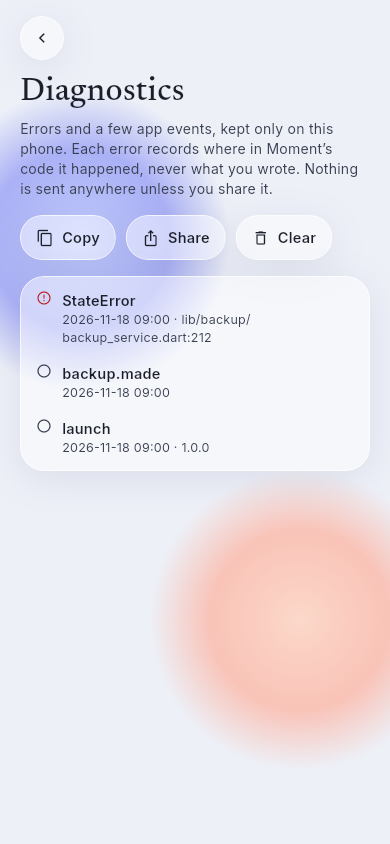 Diagnostics
Errors and a few app events, kept only on this
phone. Each error records where in Moment’s
code it happened, never what you wrote. Nothing
is sent anywhere unless you share it.
Copy
Share
Clear
StateError
2026-11-18 09:00 · lib/backup/
backup_service.dart:212
backup.made
2026-11-18 09:00
launch
2026-11-18 09:00 · 1.0.0